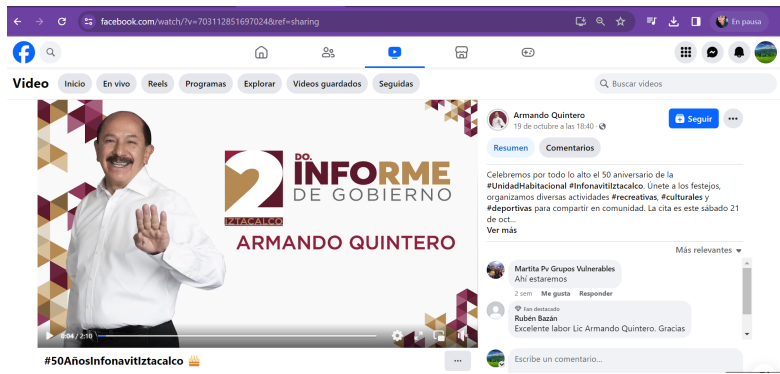 facebook.com/watch/?v=703112851697024&ref=sharing
En pausa
Video
Inicio
En vivo
Reels
Programas
Explorar
Videos guardados
Seguidas
Buscar videos
2
DO.
INFORME
DE GOBIERNO
IZTACALCO
ARMANDO QUINTERO
0:04 / 2:10
#50AñosInfonavitIztacalco
Armando Quintero
19 de octubre a las 18:40 ·
Seguir
Resumen
Comentarios
Celebremos por todo lo alto el 50 aniversario de la
#UnidadHabitacional #InfonavitIztacalco. Únete a los festejos,
organizamos diversas actividades #recreativas, #culturales y
#deportivas para compartir en comunidad. La cita es este sábado 21
de oct...
Ver más
Más relevantes
Martita Pv Grupos Vulnerables
Ahí estaremos
2 sem Me gusta Responder
Fan destacado
Rubén Bazán
Excelente labor Lic Armando Quintero. Gracias
Escribe un comentario...